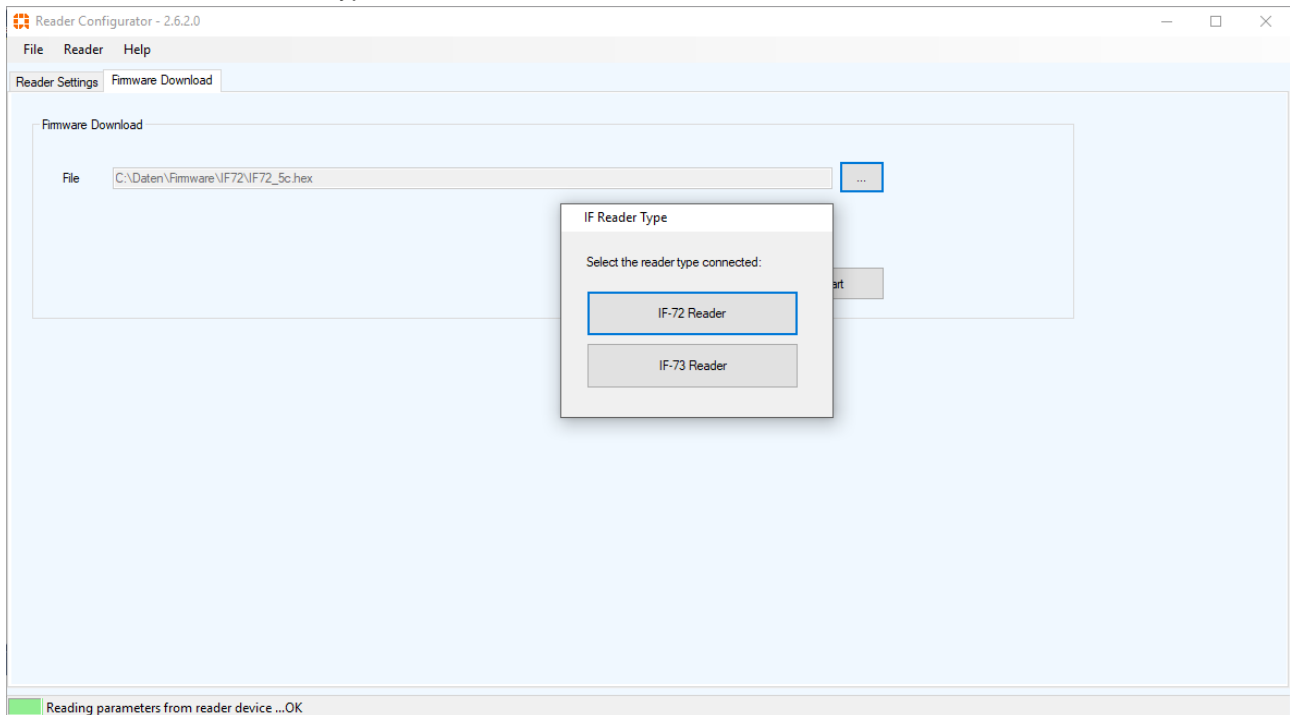 Reader Configurator - 2.6.2.0
File Reader Help
Reader Settings Firmware Download
Firmware Download
File C:\Daten\Firmware\IF72\IF72_5c.hex ...
IF Reader Type
Select the reader type connected:
art
IF-72 Reader
IF-73 Reader
Reading parameters from reader device ...OK